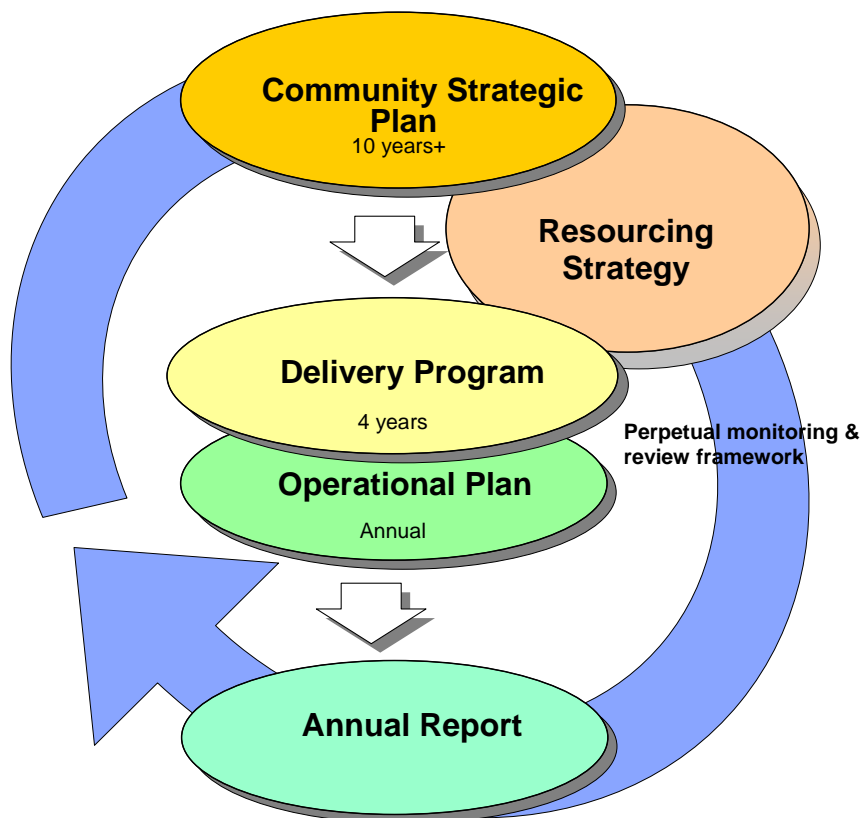 Community Strategic
Plan
10 years+
Resourcing
Strategy
Delivery Program
4 years
Perpetual monitoring &
review framework
Operational Plan
Annual
Annual Report